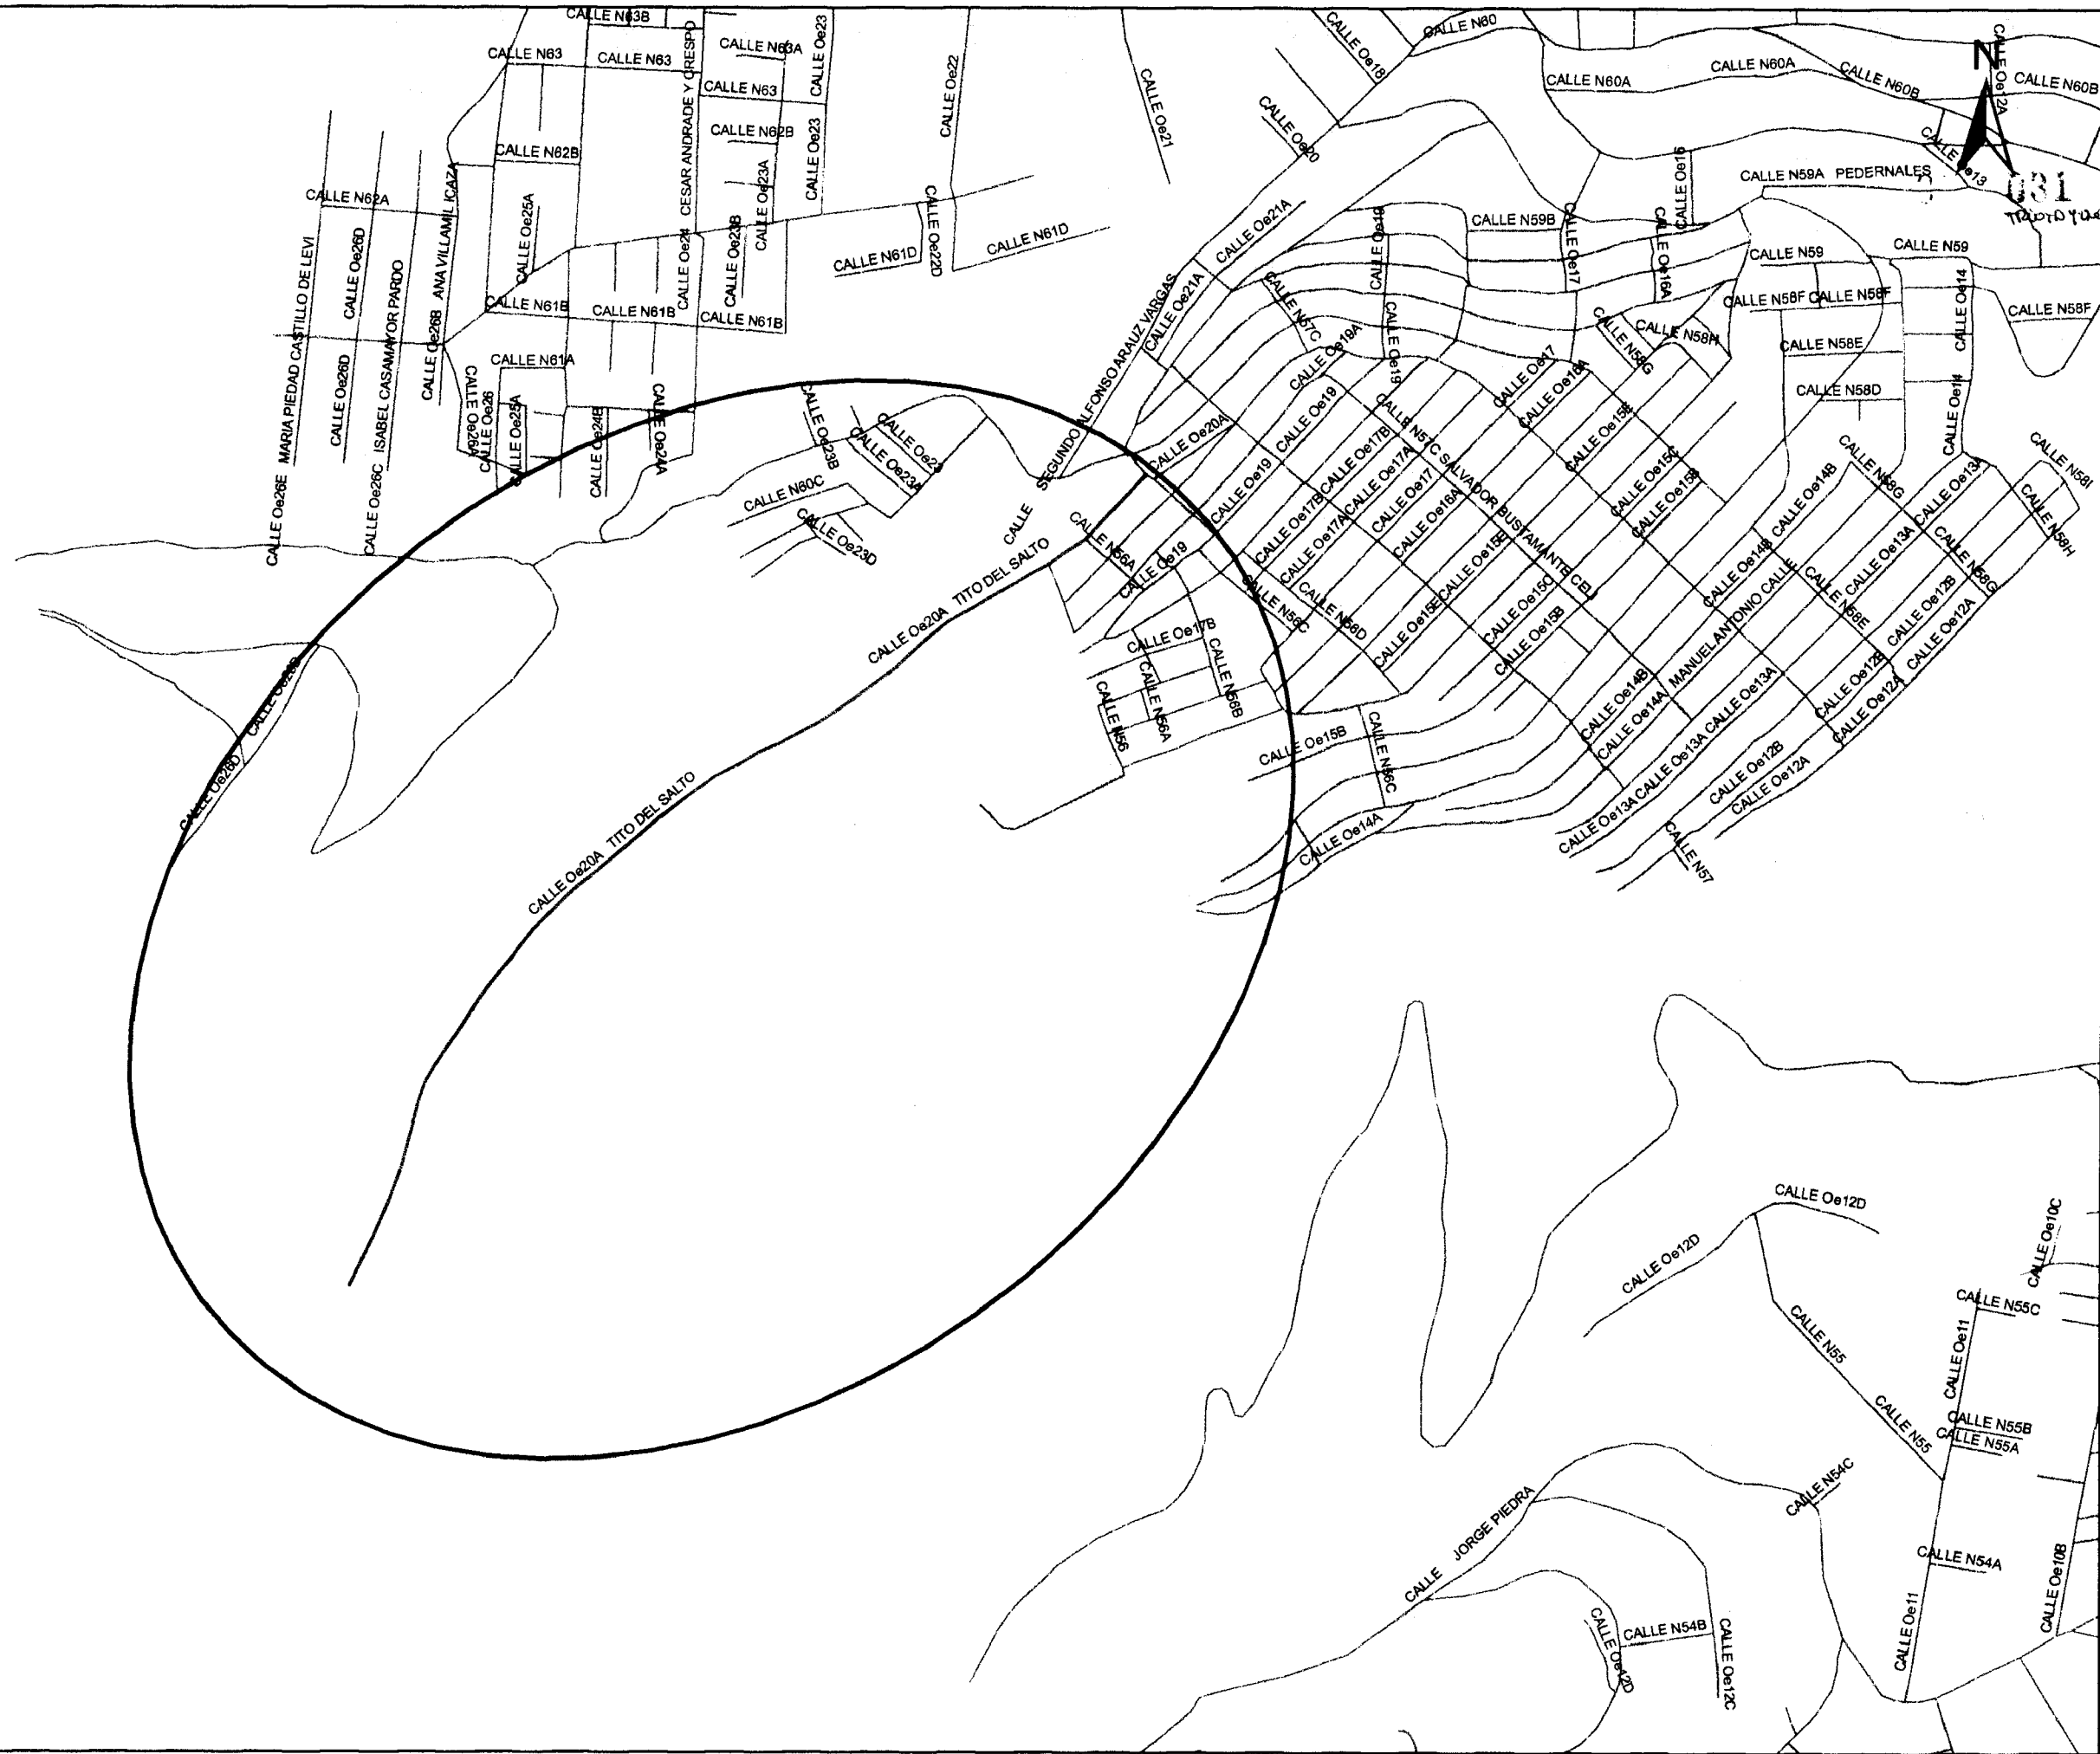 CALLE N63B
CALLE N63
CALLE N63
CALLE N63A
CALLE N63
CALLE Oe23
CALLE Oe22
CALLE Oe21
CALLE Oe18
CALLE N60
CALLE N60A
CALLE N60A
CALLE N60B
CALLE Oe12A
CALLE N60B
N
CALLE N62B
CALLE N62B
CALLE Oe23
CALLE Oe24 CESAR ANDRADE Y CRESPO
CALLE Oe23A
CALLE Oe23B
CALLE Oe20
CALLE Oe16
CALLE N59A PEDERNALES
CALLE Oe13
031
CALLE N62A
CALLE Oe26E MARIA PIEDAD CASTILLO DE LEVI
CALLE Oe26D
CALLE Oe26D
CALLE Oe26C ISABEL CASAMAYOR PARDO
CALLE Oe26B ANA VILLAMIL ICAZA
CALLE Oe25A
CALLE N61D
CALLE Oe22D
CALLE N61D
CALLE Oe21A
CALLE Oe21A
CALLE N59B
CALLE Oe17
CALLE Oe16A
CALLE N59
CALLE N59
CALLE N61B
CALLE N61B
CALLE N61B
CALLE N61A
CALLE N57C
CALLE Oe19A
CALLE Oe19
CALLE N58G
CALLE N58H
CALLE N58F
CALLE N58F
CALLE N58F
CALLE Oe14
CALLE N58E
CALLE N58D
CALLE Oe14
CALLE Oe26A
CALLE Oe26
CALLE Oe25A
CALLE Oe24B
CALLE Oe24A
CALLE Oe23B
CALLE Oe23
CALLE Oe23A
CALLE N60C
CALLE Oe23D
CALLE SEGUNDO ALFONSO ARAUZ VARGAS
CALLE Oe20A
CALLE Oe19
CALLE Oe19
CALLE N57C SALVADOR BUSTAMANTE CELI
CALLE Oe17
CALLE Oe16A
CALLE Oe15E
CALLE Oe15C
CALLE Oe15B
CALLE Oe17B
CALLE Oe17A
CALLE Oe17
CALLE Oe16A
CALLE Oe17B
CALLE Oe17A
CALLE Oe15E
CALLE Oe15E
CALLE Oe15C
CALLE Oe15B
CALLE N58G
CALLE Oe14B
CALLE Oe14B
CALLE Oe13A
CALLE Oe13A
CALLE N58I
CALLE N58H
CALLE N58G
CALLE N58E
CALLE Oe12B
CALLE Oe12A
CALLE Oe12B
CALLE Oe12A
CALLE N56A
CALLE Oe19
CALLE N56C
CALLE N56D
CALLE Oe17B
CALLE N56B
CALLE N56A
CALLE N56
CALLE Oe20A TITO DEL SALTO
CALLE Oe20A TITO DEL SALTO
CALLE Oe26D
CALLE Oe26D
CALLE Oe15B
CALLE N56C
CALLE Oe14A
CALLE Oe14B
CALLE Oe14A MANUEL ANTONIO CALLE
CALLE Oe13A
CALLE Oe13A
CALLE Oe13A
CALLE Oe12B
CALLE Oe12A
CALLE N57
CALLE Oe12D
CALLE Oe12D
CALLE Oe10C
CALLE N55C
CALLE N55
CALLE Oe11
CALLE N55
CALLE N55B
CALLE N55A
CALLE N54C
CALLE JORGE PIEDRA
CALLE N54A
CALLE Oe10B
CALLE Oe11
CALLE N54B
CALLE Oe12D
CALLE Oe12C